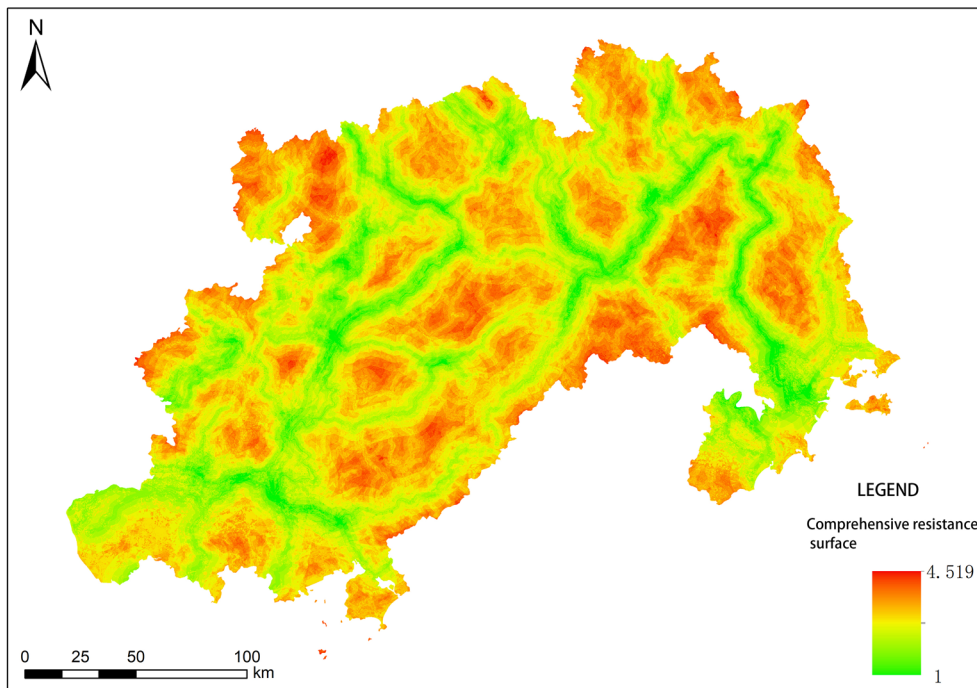 N
LEGEND
Comprehensive resistance
surface
4.519
1
0 25 50 100
km